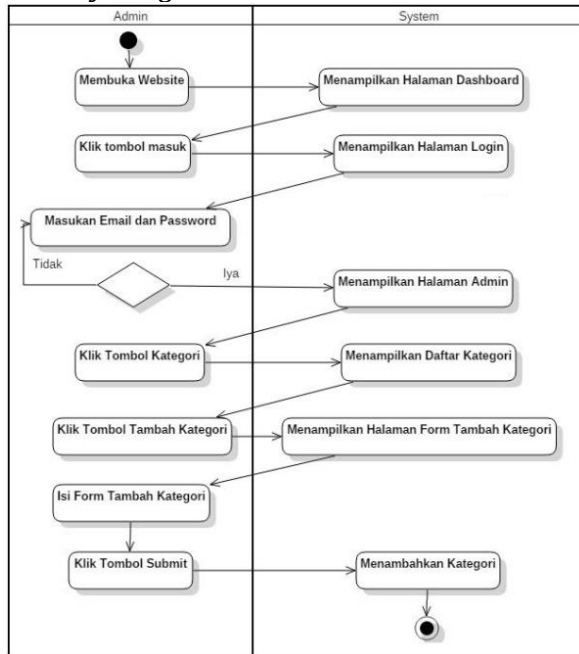 Admin
System
Membuka Website
Menampilkan Halaman Dashboard
Klik tombol masuk
Menampilkan Halaman Login
Masukan Email dan Password
Tidak
Iya
Menampilkan Halaman Admin
Klik Tombol Kategori
Menampilkan Daftar Kategori
Klik Tombol Tambah Kategori
Menampilkan Halaman Form Tambah Kategori
Isi Form Tambah Kategori
Klik Tombol Submit
Menambahkan Kategori